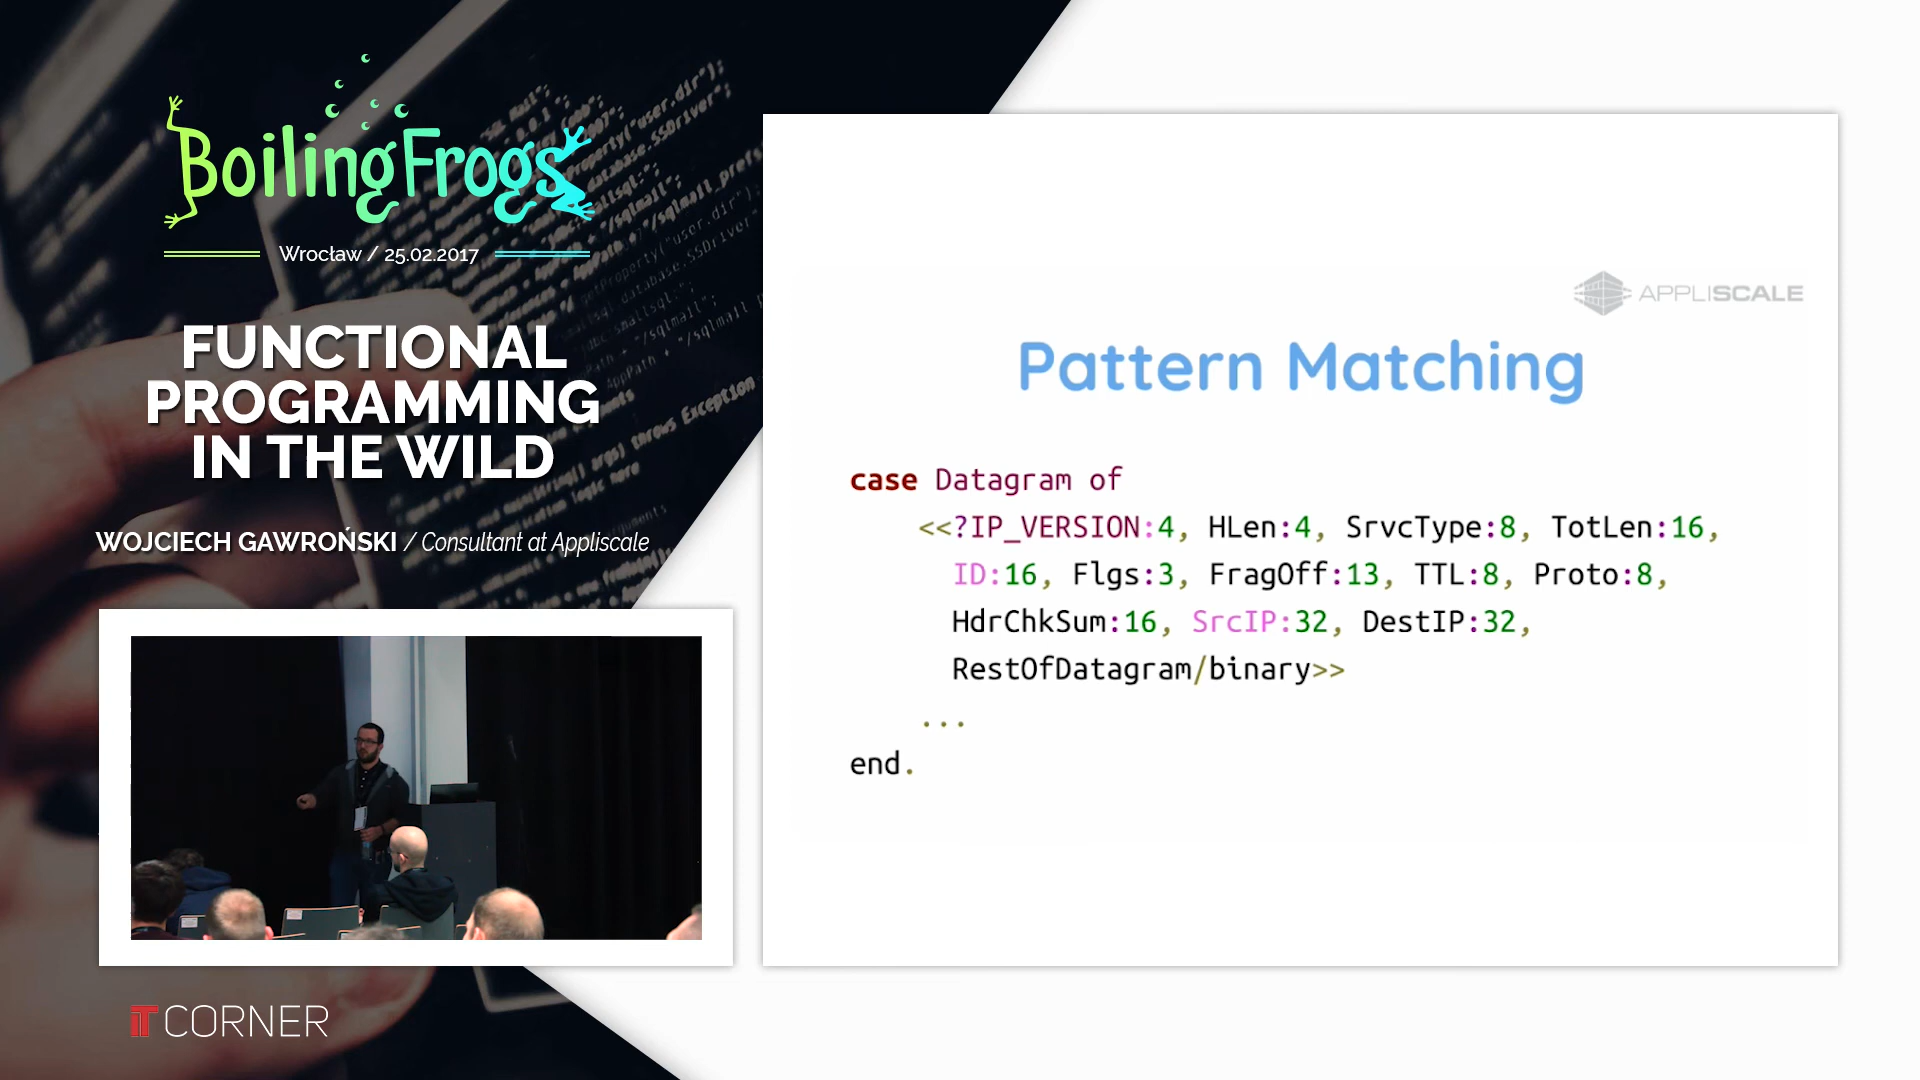 BoilingFrogs
Wrocław / 25.02.2017
FUNCTIONAL
PROGRAMMING
IN THE WILD
WOJCIECH GAWROŃSKI / Consultant at Appliscale
IT CORNER
APPLISCALE
Pattern Matching
case Datagram of
<<?IP_VERSION:4, HLen:4, SrvcType:8, TotLen:16,
ID:16, Flgs:3, FragOff:13, TTL:8, Proto:8,
HdrChkSum:16, SrcIP:32, DestIP:32,
RestOfDatagram/binary>>
...
end.